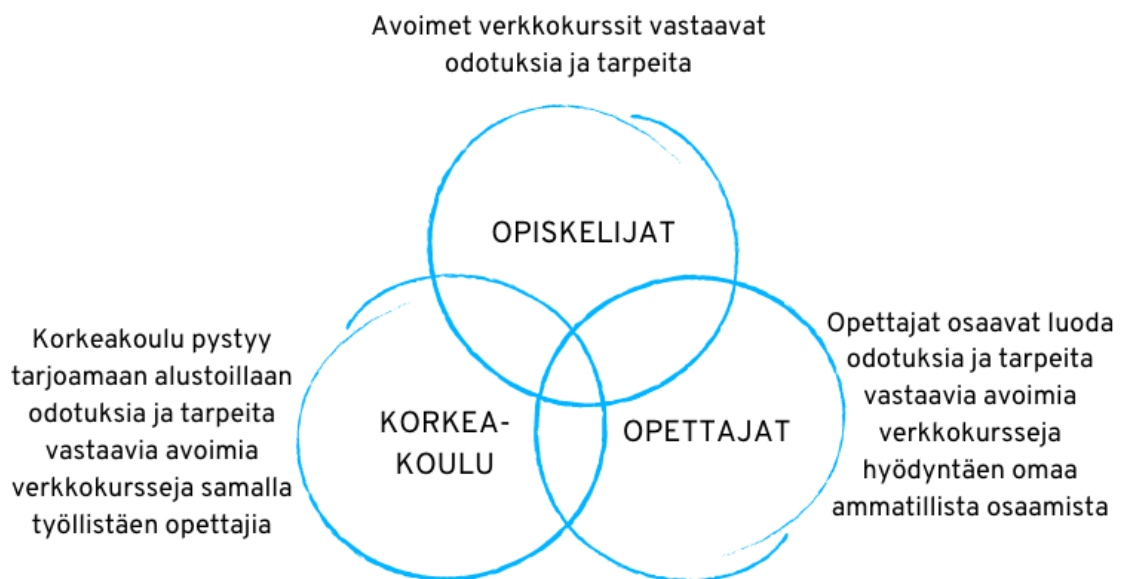 Avoimet verkkokurssit vastaavat
odotuksia ja tarpeita
OPISKELIJAT
Korkeakoulu pystyy
tarjoamaan alustoillaan
odotuksia ja tarpeita
vastaavia avoimia
verkkokursseja samalla
työllistäen opettajia
KORKEA-
KOULU
OPETTAJAT
Opettajat osaavat luoda
odotuksia ja tarpeita
vastaavia avoimia
verkkokursseja
hyödyntäen omaa
ammatillista osaamista